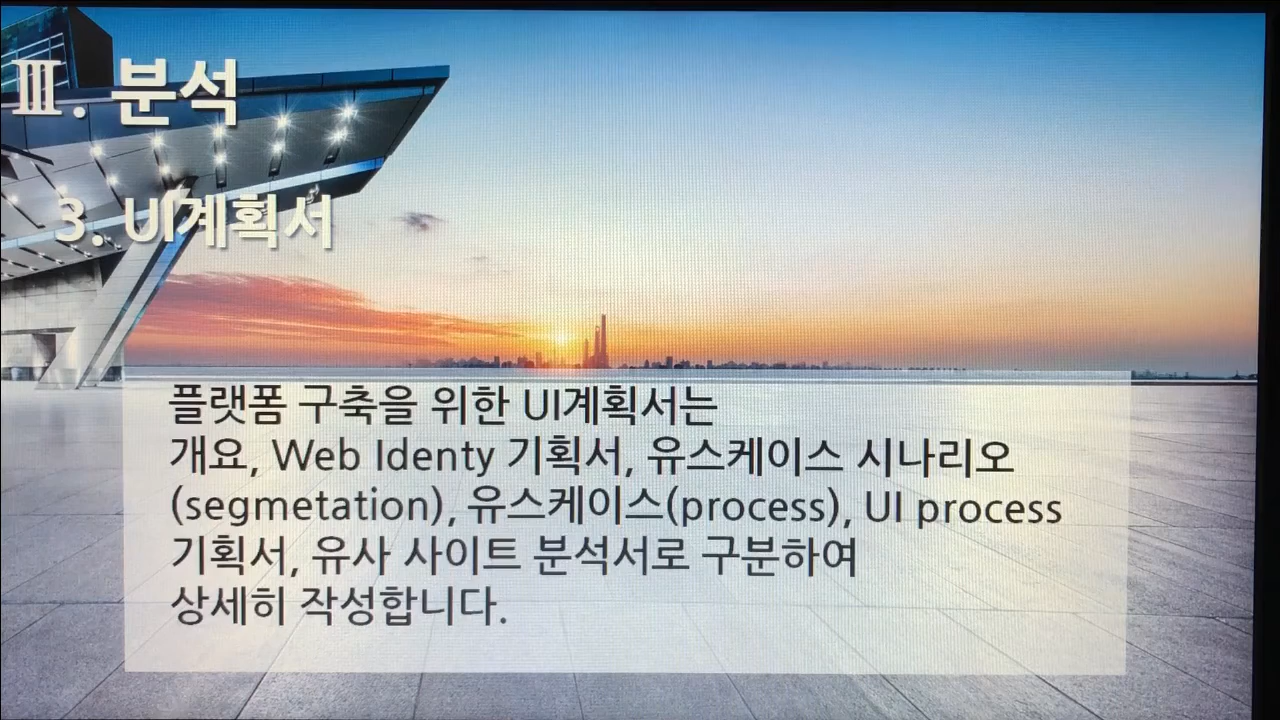 Ⅲ. 분석
3. UI계획서
플랫폼 구축을 위한 UI계획서는
개요, Web Identy 기획서, 유스케이스 시나리오
(segmetation), 유스케이스(process), UI process
기획서, 유사 사이트 분석서로 구분하여
상세히 작성합니다.